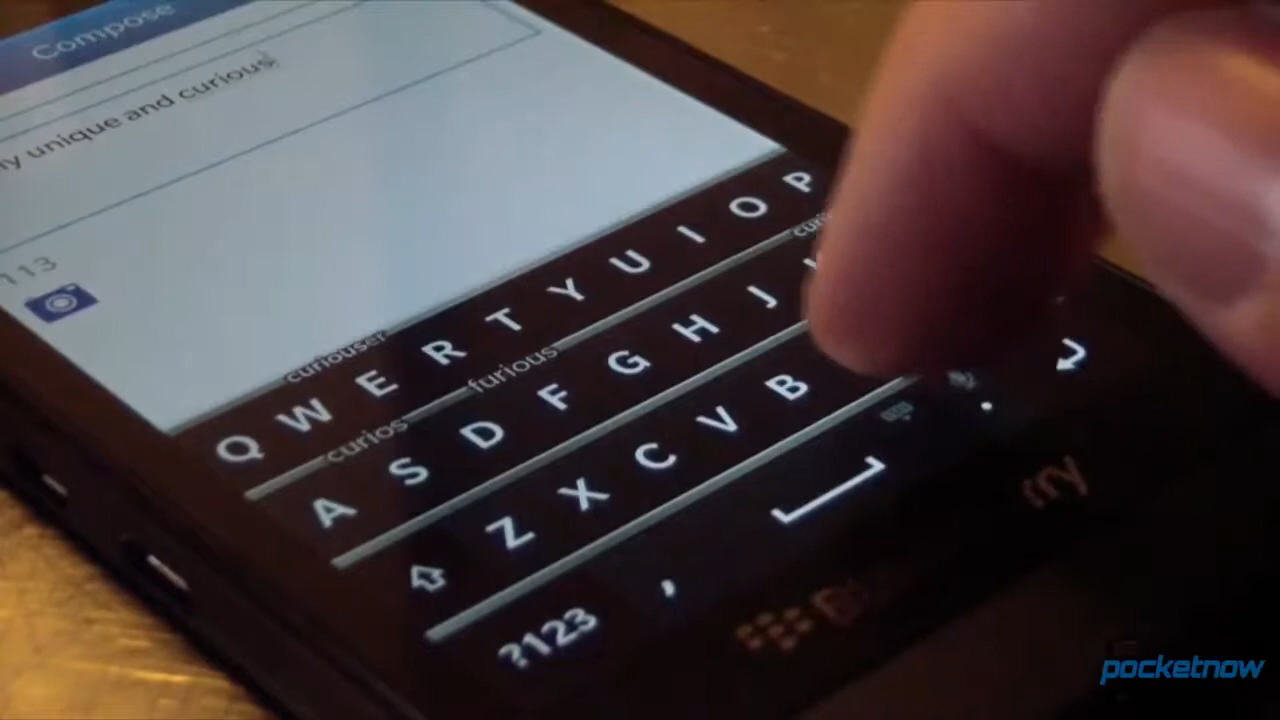 Compose
unique and curious
113
curiouser
Q W E R T Y U I O P
curios furious
A S D F G H J
Z X C V B
?123 , .
pocketnow